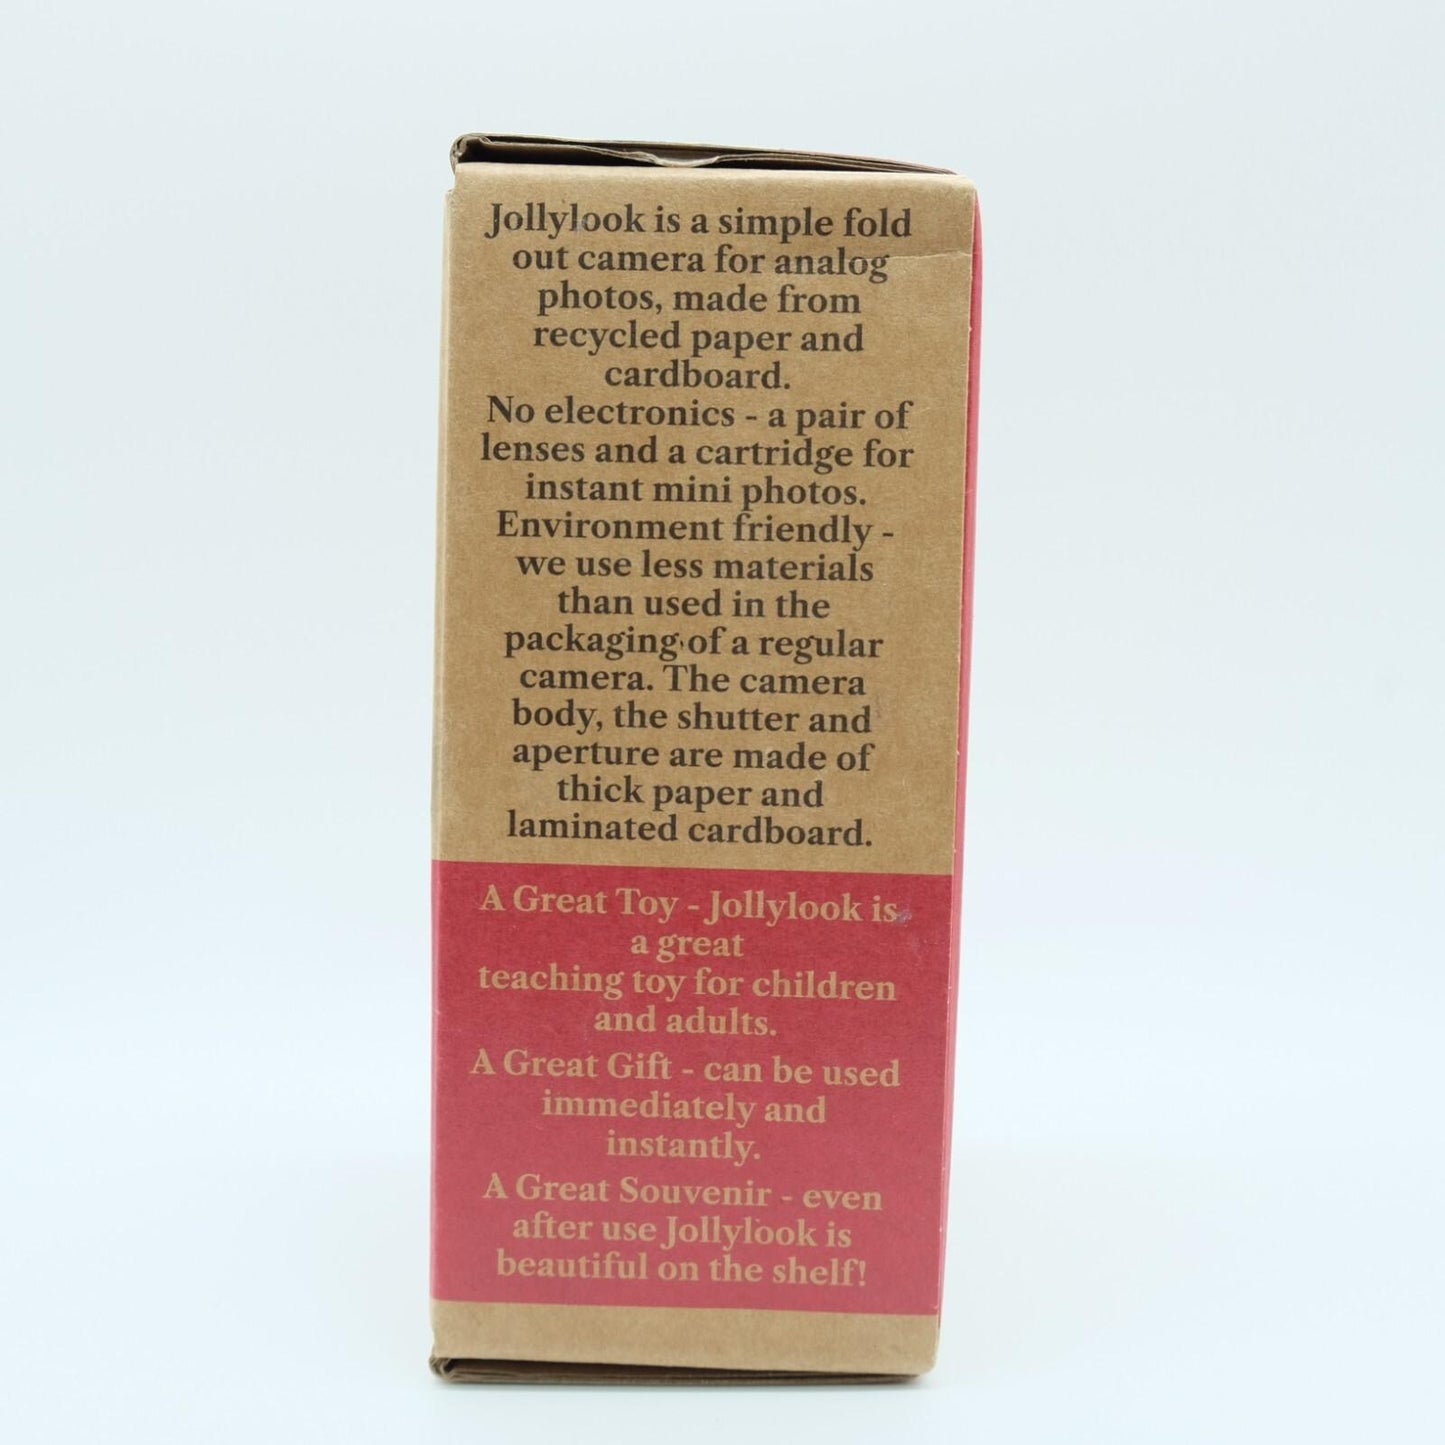 Jollylook is a simple fold
out camera for analog
photos, made from
recycled paper and
cardboard.
No electronics - a pair of
lenses and a cartridge for
instant mini photos.
Environment friendly -
we use less materials
than used in the
packaging of a regular
camera. The camera
body, the shutter and
aperture are made of
thick paper and
laminated cardboard.
A Great Toy - Jollylook is
a great
teaching toy for children
and adults.
A Great Gift - can be used
immediately and
instantly.
A Great Souvenir - even
after use Jollylook is
beautiful on the shelf!